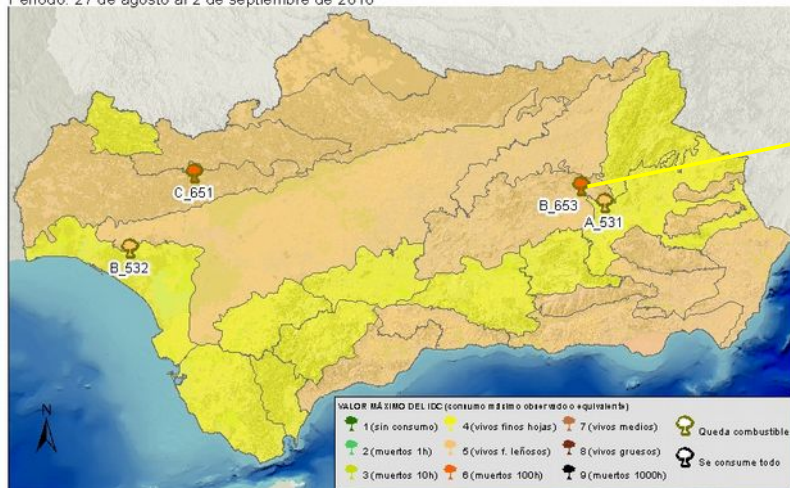 Periodo: 27 de agosto al 2 de septiembre de 2016
C_651
B_653
A_531
B_532
N
VALOR MÁXIMO DEL IDC (consumo máximo observado o equivalente)
1 (sin consumo)
4 (vivos finos hojas)
7 (vivos medios)
Queda combustible
2 (muertos 1h)
5 (vivos f. leñosos)
8 (vivos gruesos)
3 (muertos 10h)
6 (muertos 100h)
9 (muertos 1000h)
Se consume todo